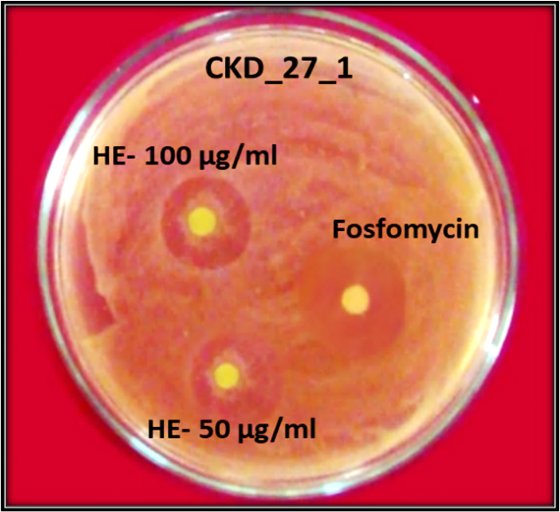 CKD_27_1
HE- 100 µg/ml
Fosfomycin
HE- 50 µg/ml